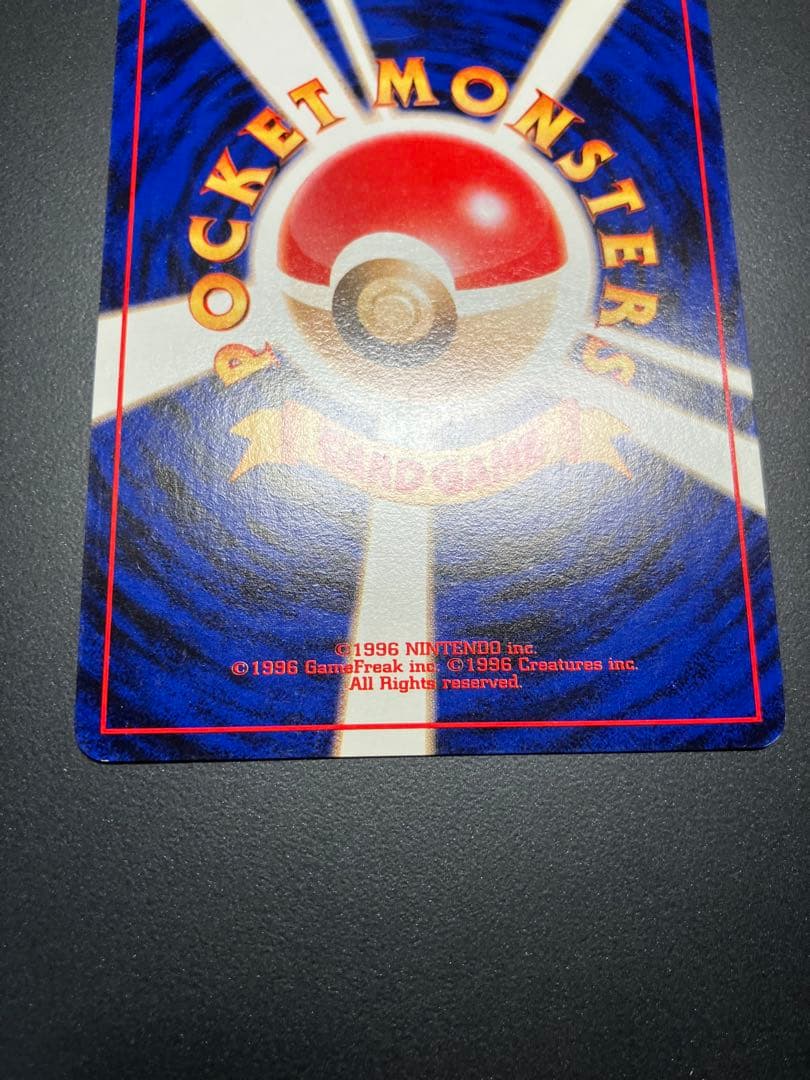 POCKET MONSTERS
CARD GAME
©1996 NINTENDO inc.
©1996 GameFreak inc. ©1996 Creatures inc.
All Rights reserved.